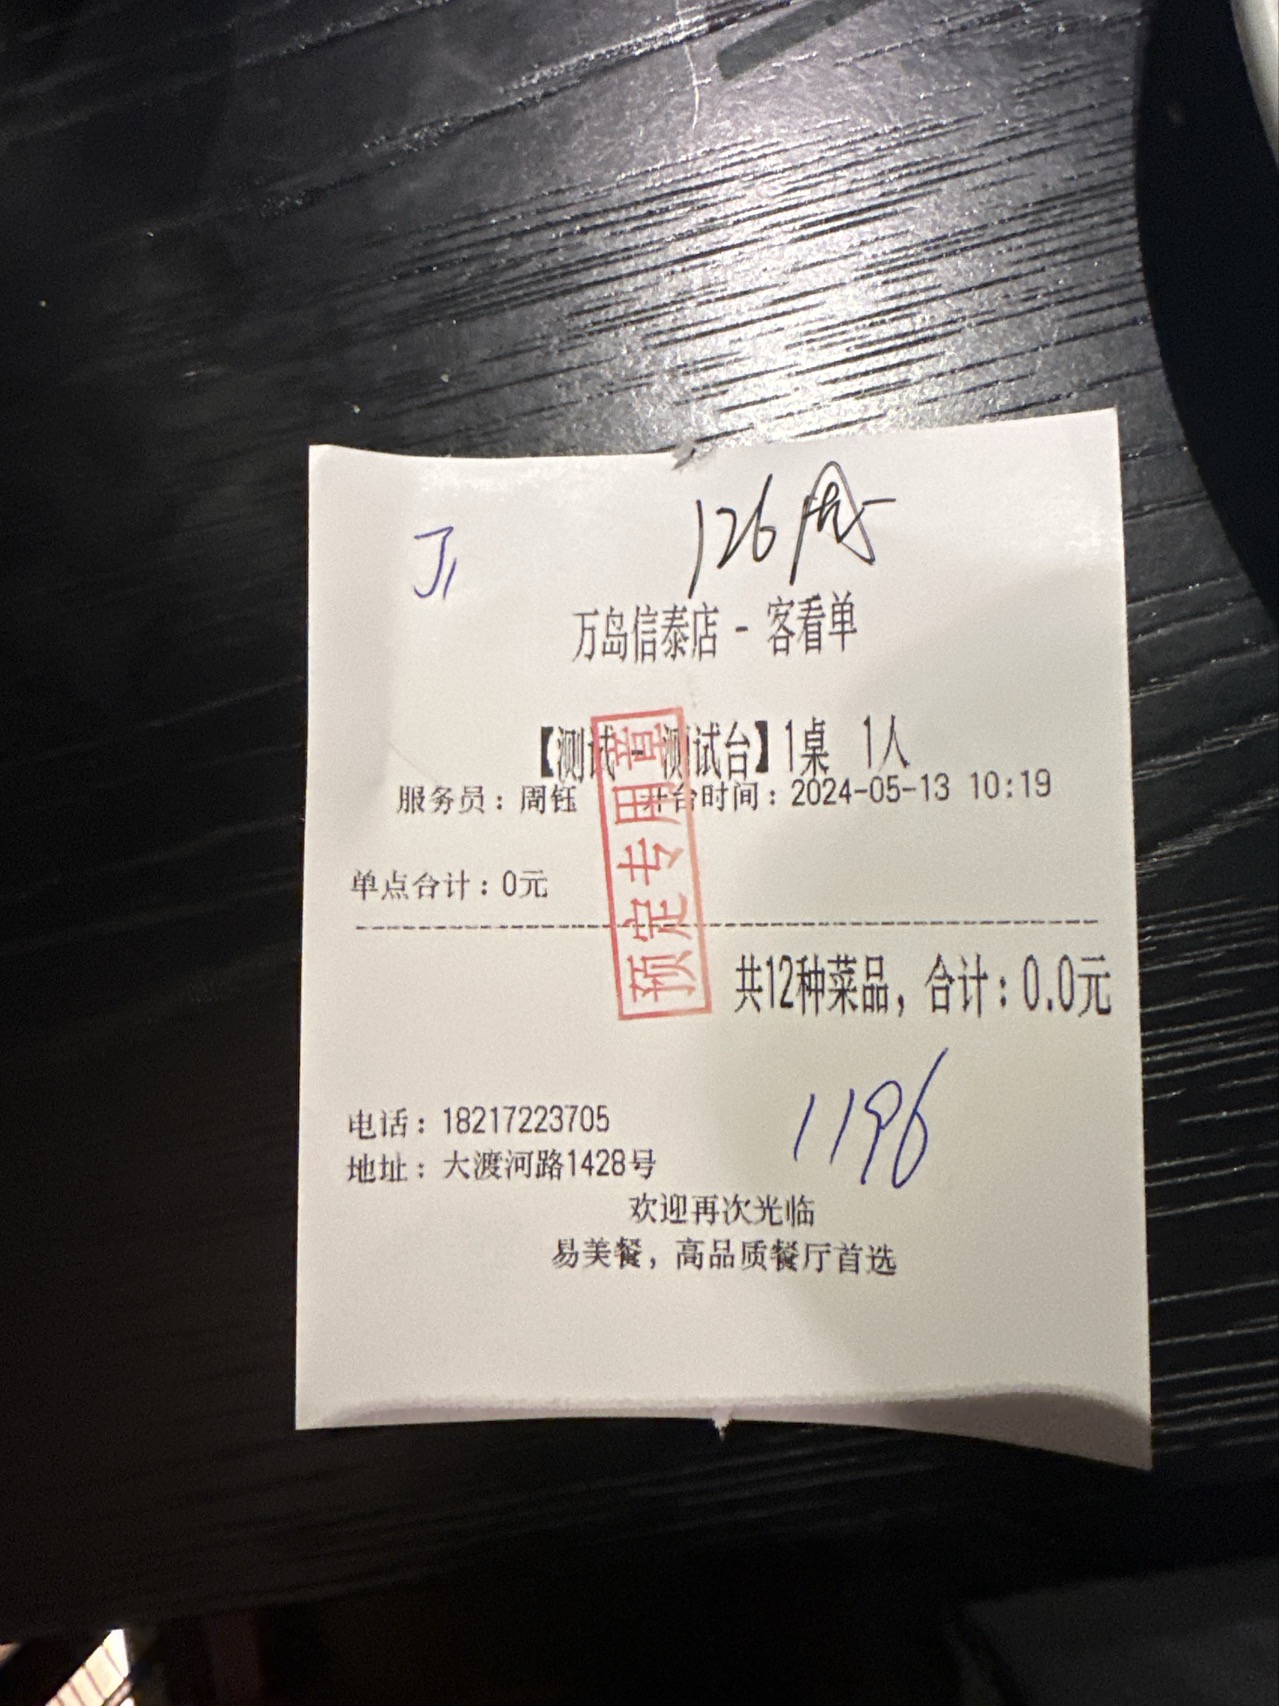 126
万岛信泰店 - 客看单
【测试 - 测试台】1桌 1人
服务员：周钰 开台时间：2024-05-13 10:19
单点合计：0元
预定专用章
共12种菜品，合计：0.0元
1196
电话：18217223705
地址：大渡河路1428号
欢迎再次光临
易美餐，高品质餐厅首选